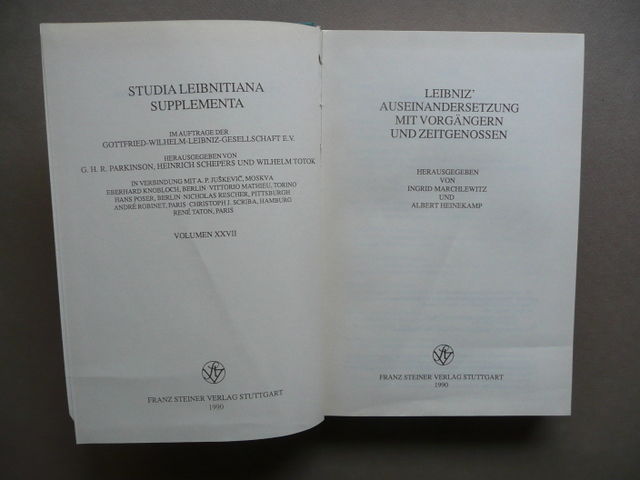 STUDIA LEIBNITIANA
SUPPLEMENTA
IM AUFTRAGE DER
GOTTFRIED-WILHELM-LEIBNIZ-GESELLSCHAFT E.V.
HERAUSGEGEBEN VON
G. H. R. PARKINSON, HEINRICH SCHEPERS UND WILHELM TOTOK
IN VERBINDUNG MIT A. P. JUŠKEVIČ, MOSKVA
EBERHARD KNOBLOCH, BERLIN VITTORIO MATHIEU, TORINO
HANS POSER, BERLIN NICHOLAS RESCHER, PITTSBURGH
ANDRÉ ROBINET, PARIS CHRISTOPH J. SCRIBA, HAMBURG
RENÉ TATON, PARIS
VOLUMEN XXVII
FRANZ STEINER VERLAG STUTTGART
1990
LEIBNIZ'
AUSEINANDERSETZUNG
MIT VORGÄNGERN
UND ZEITGENOSSEN
HERAUSGEGEBEN
VON
INGRID MARCHLEWITZ
UND
ALBERT HEINEKAMP
FRANZ STEINER VERLAG STUTTGART
1990